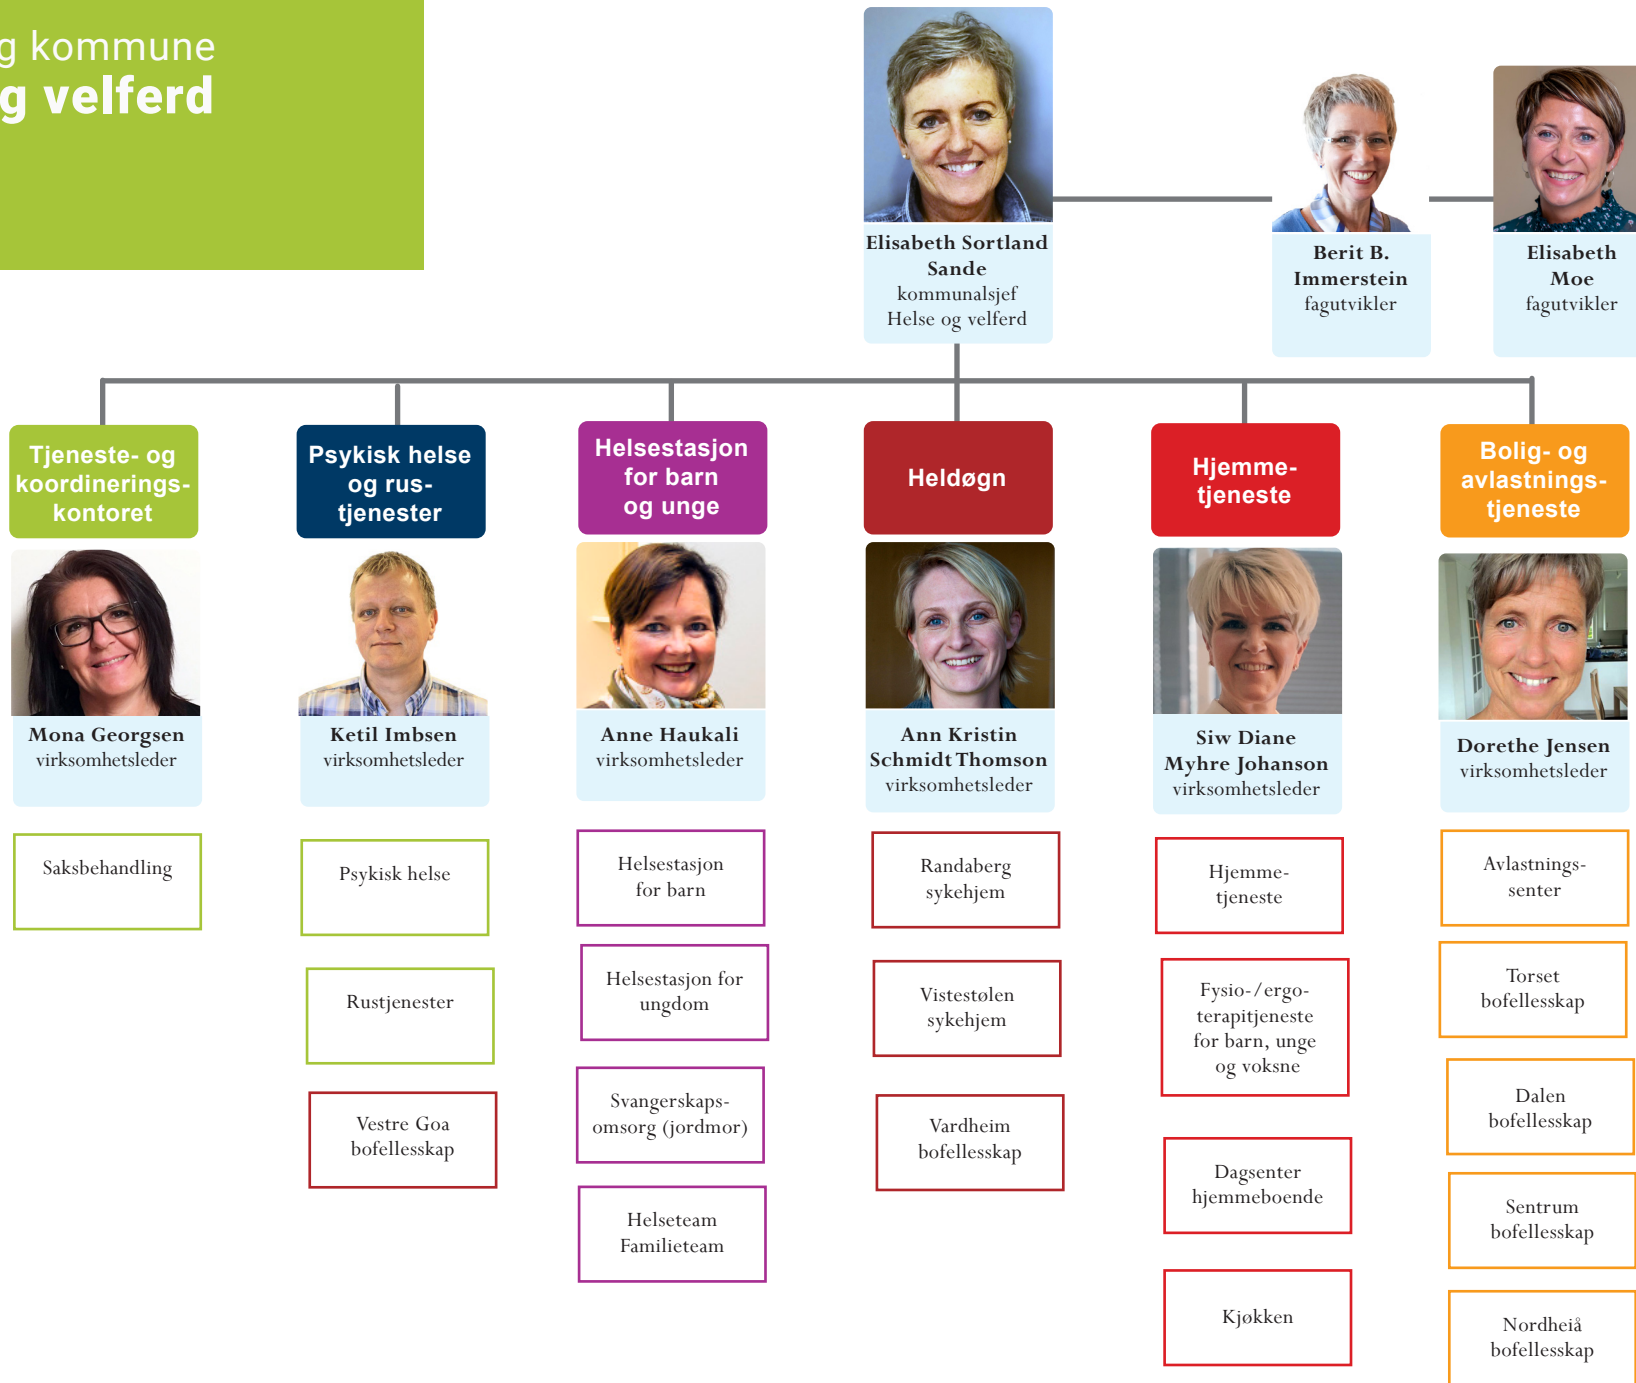 g kommune
g velferd
Elisabeth Sortland
Sande
kommunalsjef
Helse og velferd
Berit B.
Immerstein
fagutvikler
Elisabeth
Moe
fagutvikler
Tjeneste- og
koordinerings-
kontoret
Mona Georgsen
virksomhetsleder
Saksbehandling
Psykisk helse
og rus-
tjenester
Ketil Imbsen
virksomhetsleder
Psykisk helse
Rustjenester
Vestre Goa
bofellesskap
Helsestasjon
for barn
og unge
Anne Haukali
virksomhetsleder
Helsestasjon
for barn
Helsestasjon for
ungdom
Svangerskaps-
omsorg (jordmor)
Helseteam
Familieteam
Heldøgn
Ann Kristin
Schmidt Thomson
virksomhetsleder
Randaberg
sykehjem
Vistestølen
sykehjem
Vardheim
bofellesskap
Hjemme-
tjeneste
Siw Diane
Myhre Johanson
virksomhetsleder
Hjemme-
tjeneste
Fysio-/ergo-
terapitjeneste
for barn, unge
og voksne
Dagsenter
hjemmeboende
Kjøkken
Bolig- og
avlastnings-
tjeneste
Dorethe Jensen
virksomhetsleder
Avlastnings-
senter
Torset
bofellesskap
Dalen
bofellesskap
Sentrum
bofellesskap
Nordheiå
bofellesskap